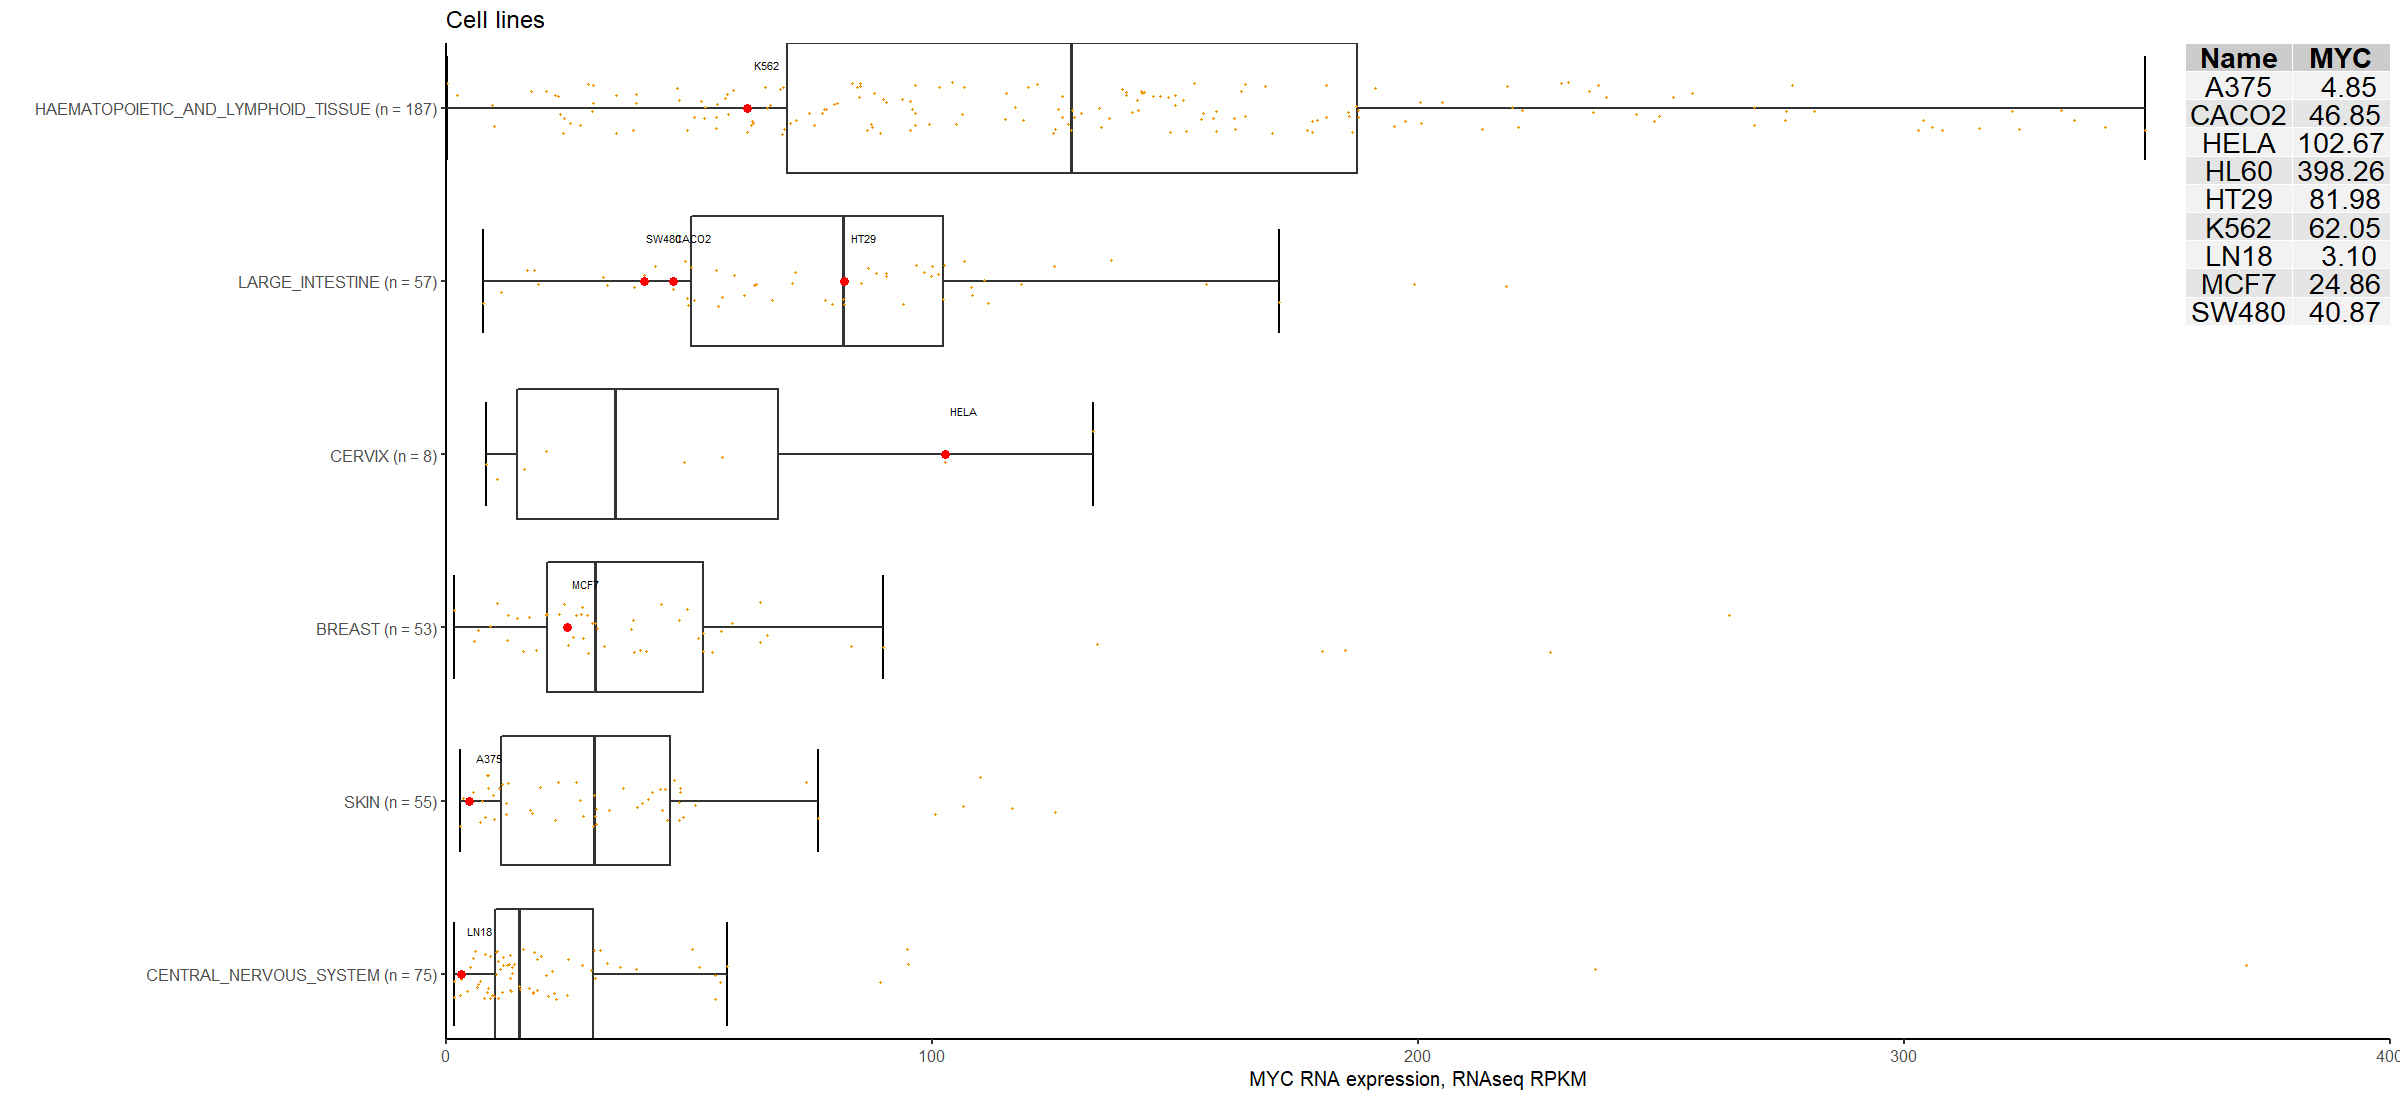 Cell lines
Name MYC
A375 4.85
CACO2 46.85
HELA 102.67
HL60 398.26
HT29 81.98
K562 62.05
LN18 3.10
MCF7 24.86
SW480 40.87
K562
HAEMATOPOIETIC_AND_LYMPHOID_TISSUE (n = 187)
SW480 CACO2 HT29
LARGE_INTESTINE (n = 57)
HELA
CERVIX (n = 8)
MCF7
BREAST (n = 53)
A375
SKIN (n = 55)
LN18
CENTRAL_NERVOUS_SYSTEM (n = 75)
0 100 200 300 400
MYC RNA expression, RNAseq RPKM